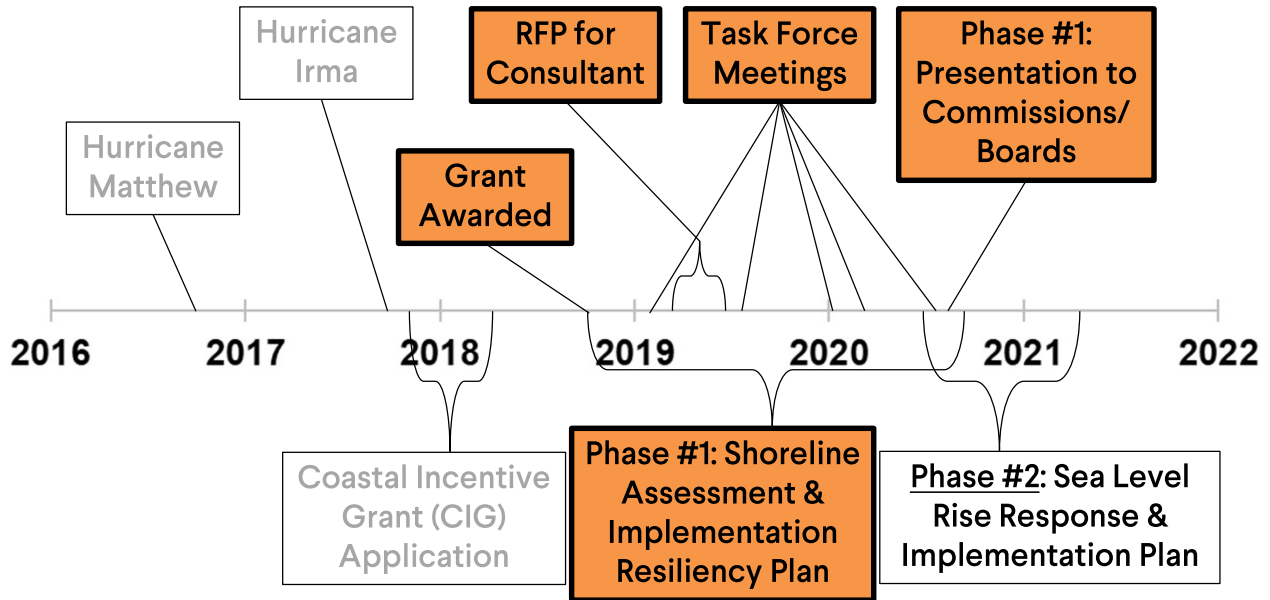 Hurricane
Irma
RFP for
Consultant
Task Force
Meetings
Phase #1:
Presentation to
Commissions/
Boards
Hurricane
Matthew
Grant
Awarded
2016
2017
2018
2019
2020
2021
2022
Coastal Incentive
Grant (CIG)
Application
Phase #1: Shoreline
Assessment &
Implementation
Resiliency Plan
Phase #2: Sea Level
Rise Response &
Implementation Plan